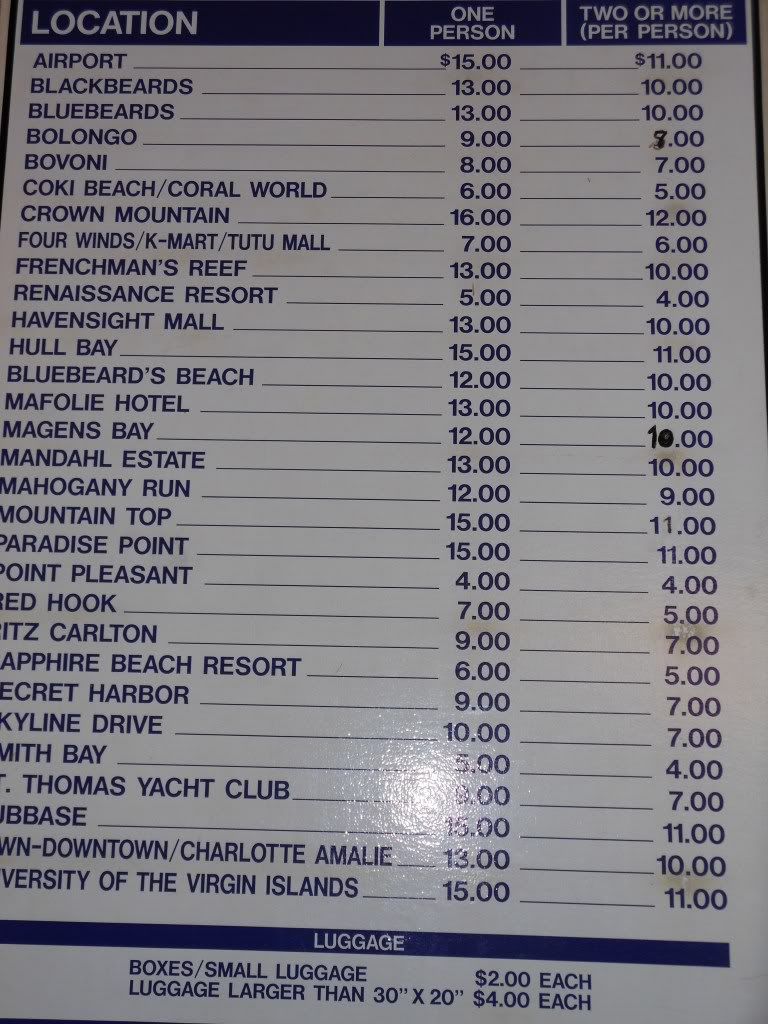 LOCATION ONE PERSON TWO OR MORE (PER PERSON)
AIRPORT $15.00 $11.00
BLACKBEARDS 13.00 10.00
BLUEBEARDS 13.00 10.00
BOLONGO 9.00 .00
BOVONI 8.00 7.00
COKI BEACH/CORAL WORLD 6.00 5.00
CROWN MOUNTAIN 16.00 12.00
FOUR WINDS/K-MART/TUTU MALL 7.00 6.00
FRENCHMAN'S REEF 13.00 10.00
RENAISSANCE RESORT 5.00 4.00
HAVENSIGHT MALL 13.00 10.00
HULL BAY 15.00 11.00
BLUEBEARD'S BEACH 12.00 10.00
MAFOLIE HOTEL 13.00 10.00
MAGENS BAY 12.00 10.00
MANDAHL ESTATE 13.00 10.00
MAHOGANY RUN 12.00 9.00
MOUNTAIN TOP 15.00 11.00
PARADISE POINT 15.00 11.00
POINT PLEASANT 4.00 4.00
RED HOOK 7.00 5.00
RITZ CARLTON 9.00 7.00
APPHIRE BEACH RESORT 6.00 5.00
ECRET HARBOR 9.00 7.00
KYLINE DRIVE 10.00 7.00
MITH BAY 5.00 4.00
T. THOMAS YACHT CLUB 9.00 7.00
UBBASE 15.00 11.00
WN-DOWNTOWN/CHARLOTTE AMALIE 13.00 10.00
VERSITY OF THE VIRGIN ISLANDS 15.00 11.00
LUGGAGE
BOXES/SMALL LUGGAGE $2.00 EACH
LUGGAGE LARGER THAN 30" X 20" $4.00 EACH